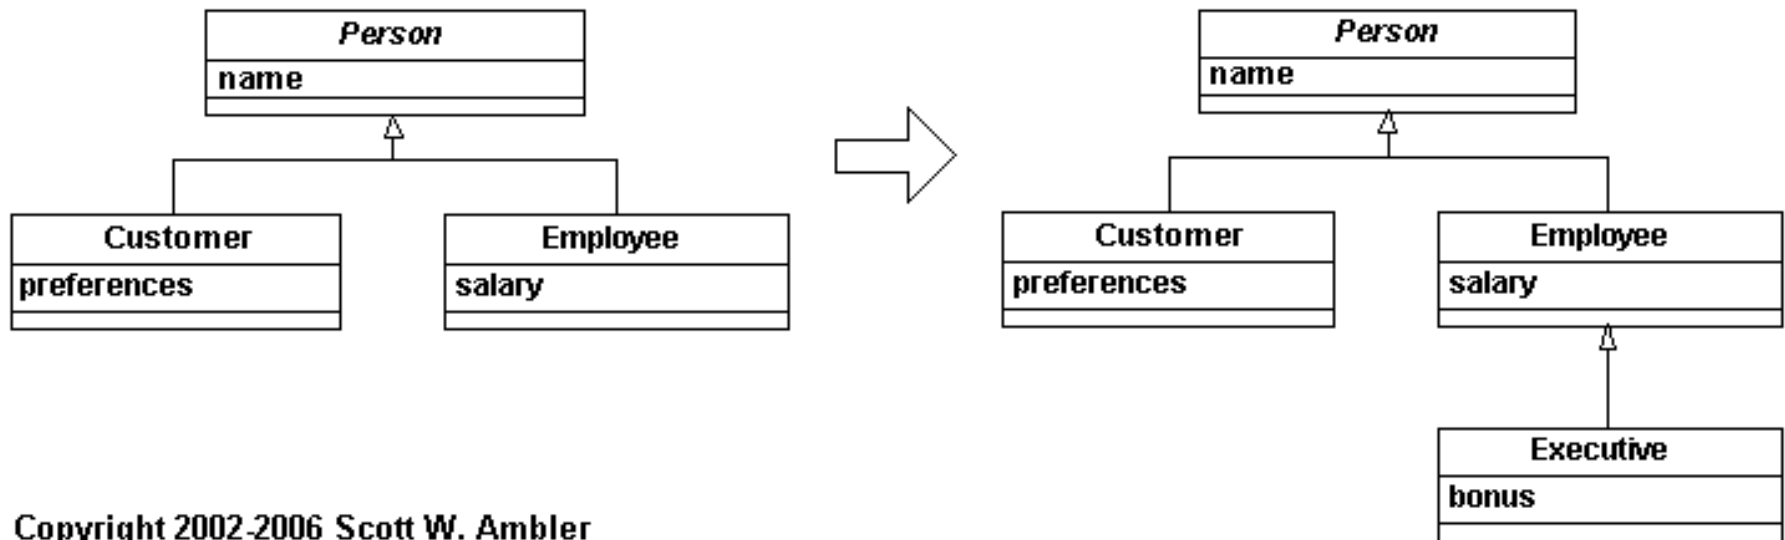 Person
name
Customer
preferences
Employee
salary
Person
name
Customer
preferences
Employee
salary
Executive
bonus
Copyright 2002-2006 Scott W. Ambler